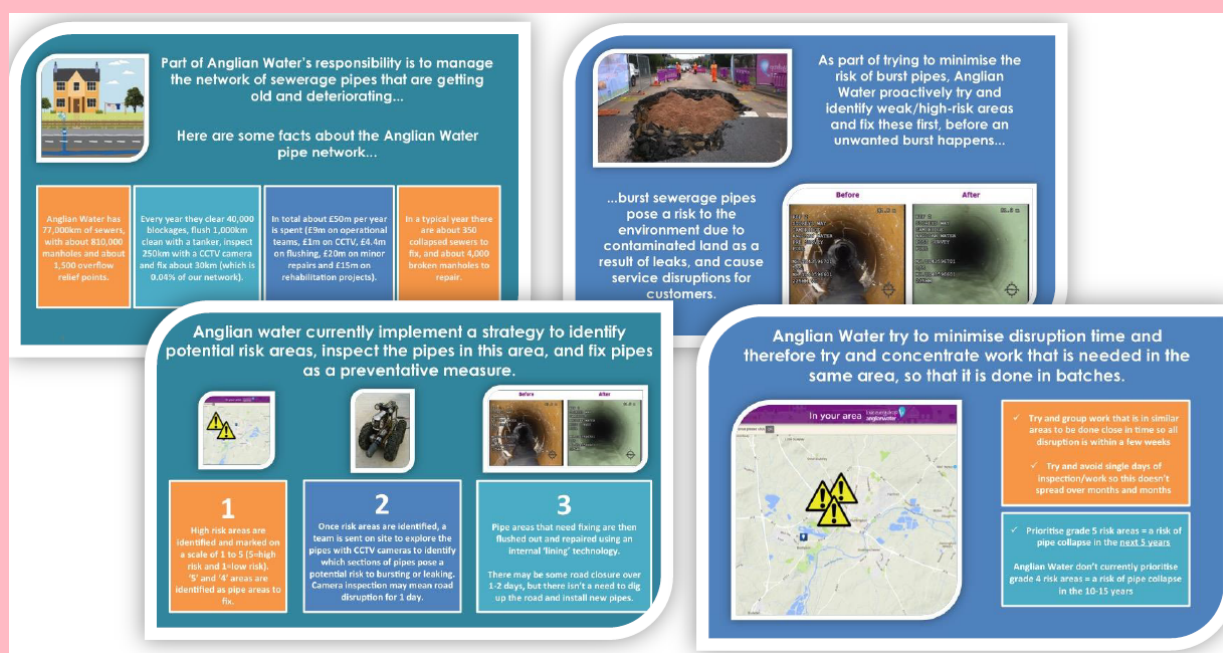 Part of Anglian Water's responsibility is to manage
the network of sewerage pipes that are getting
old and deteriorating...
Here are some facts about the Anglian Water
pipe network...
Anglian Water has
77,000km of sewers,
with about 810,000
manholes and about
1,500 overflow
relief points.
Every year they clear 40,000
blockages, flush 1,000km
clean with a tanker, inspect
250km with a CCTV camera
and fix about 30km (which is
0.04% of our network).
In total about £50m per year
is spent (£9m on operational
teams, £1m on CCTV, £4.4m
on flushing, £20m on minor
repairs and £15m on
rehabilitation projects).
In a typical year there
are about 350
collapsed sewers to
fix, and about 4,000
broken manholes to
repair.
As part of trying to minimise the
risk of burst pipes, Anglian
Water proactively try and
identify weak/high-risk areas
and fix these first, before an
unwanted burst happens...
...burst sewerage pipes
pose a risk to the
environment due to
contaminated land as a
result of leaks, and cause
service disruptions for
customers.
Before
After
Anglian water currently implement a strategy to identify
potential risk areas, inspect the pipes in this area, and fix pipes
as a preventative measure.
Before
After
1
High risk areas are
identified and marked on
a scale of 1 to 5 (5=high
risk and 1=low risk).
'5' and '4' areas are
identified as pipe areas to
fix.
2
Once risk areas are identified, a
team is sent on site to explore the
pipes with CCTV cameras to identify
which sections of pipes pose a
potential risk to bursting or leaking.
Camera inspection may mean road
disruption for 1 day.
3
Pipe areas that need fixing are then
flushed out and repaired using an
internal 'lining' technology.
There may be some road closure over
1-2 days, but there isn't a need to dig
up the road and install new pipes.
Anglian Water try to minimise disruption time and
therefore try and concentrate work that is needed in the
same area, so that it is done in batches.
In your area
anglianwater
✓ Try and group work that is in similar
areas to be done close in time so all
disruption is within a few weeks
✓ Try and avoid single days of
inspection/work so this doesn't
spread over months and months
✓ Prioritise grade 5 risk areas = a risk of
pipe collapse in the next 5 years
Anglian Water don't currently prioritise
grade 4 risk areas = a risk of pipe collapse
in the 10-15 years